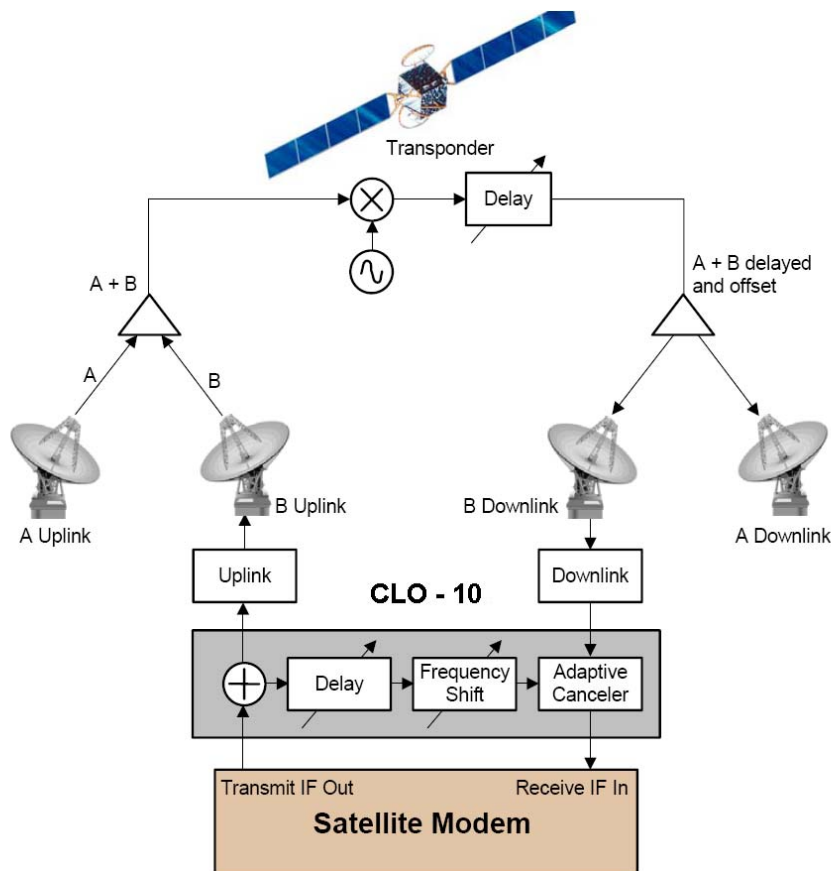 Transponder
Delay
A + B
A + B delayed
and offset
A
B
A Uplink
B Uplink
B Downlink
A Downlink
Uplink
CLO - 10
Downlink
Delay
Frequency
Shift
Adaptive
Canceler
Transmit IF Out
Receive IF In
Satellite Modem